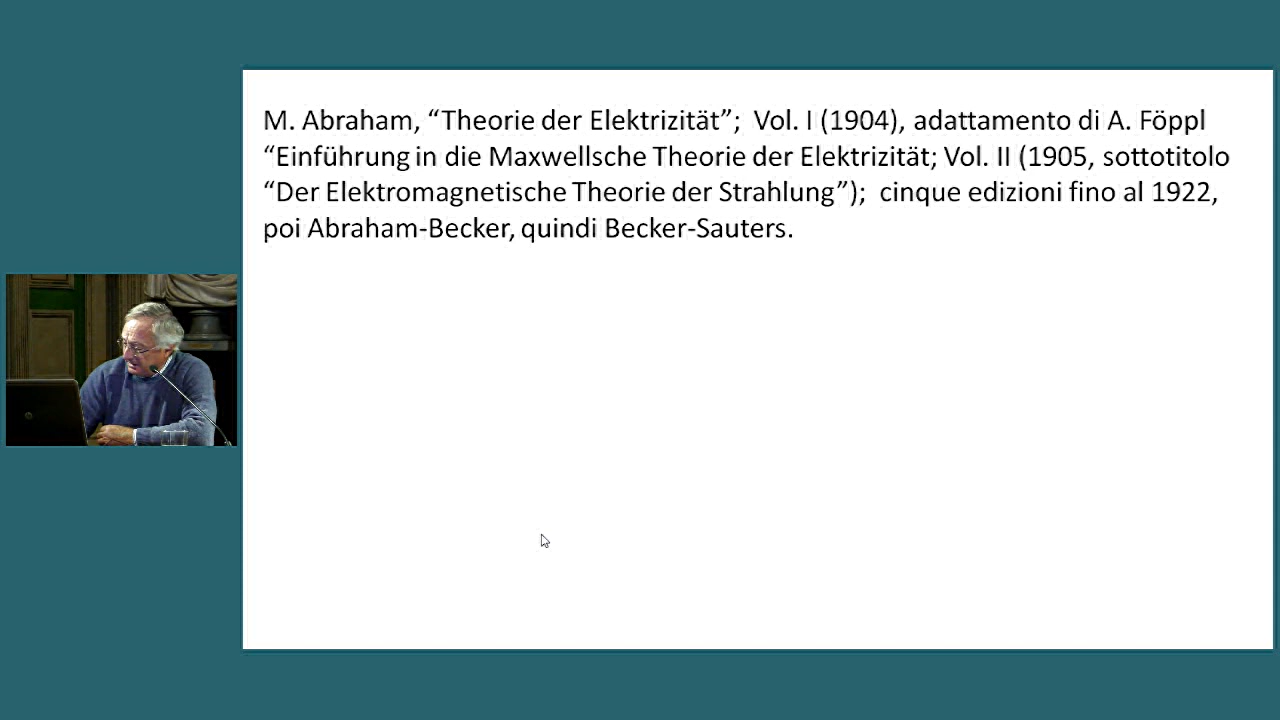 M. Abraham, “Theorie der Elektrizität”;  Vol. I (1904), adattamento di A. Föppl
“Einführung in die Maxwellsche Theorie der Elektrizität; Vol. II (1905, sottotitolo
“Der Elektromagnetische Theorie der Strahlung”);  cinque edizioni fino al 1922,
poi Abraham-Becker, quindi Becker-Sauters.